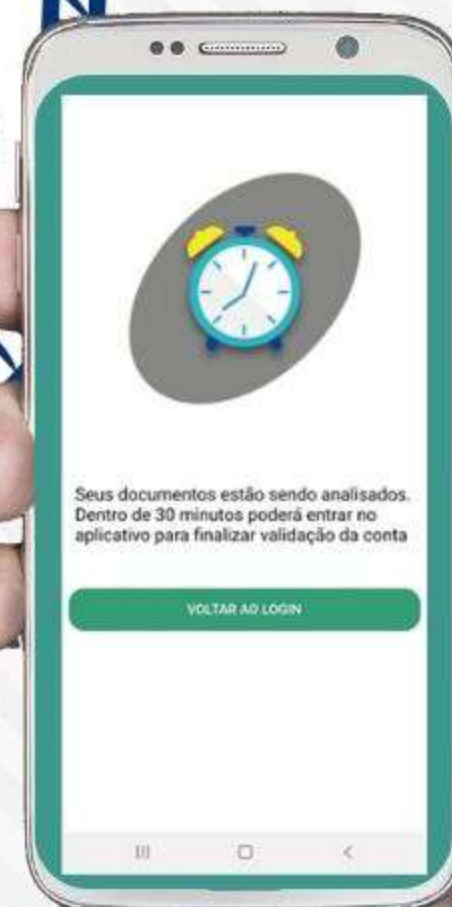 N
Seus documentos estão sendo analisados.
Dentro de 30 minutos poderá entrar no
aplicativo para finalizar validação da conta
VOLTAR AO LOGIN